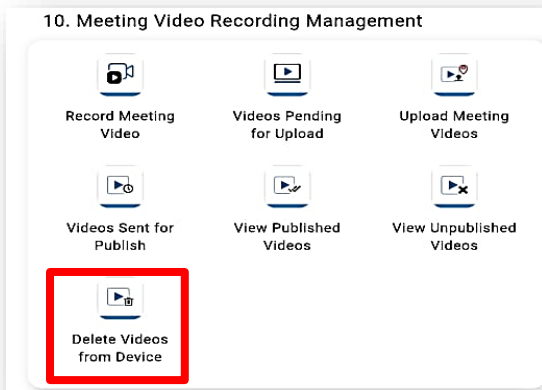 10. Meeting Video Recording Management
Record Meeting
Video
Videos Pending
for Upload
Upload Meeting
Videos
Videos Sent for
Publish
View Published
Videos
View Unpublished
Videos
Delete Videos
from Device